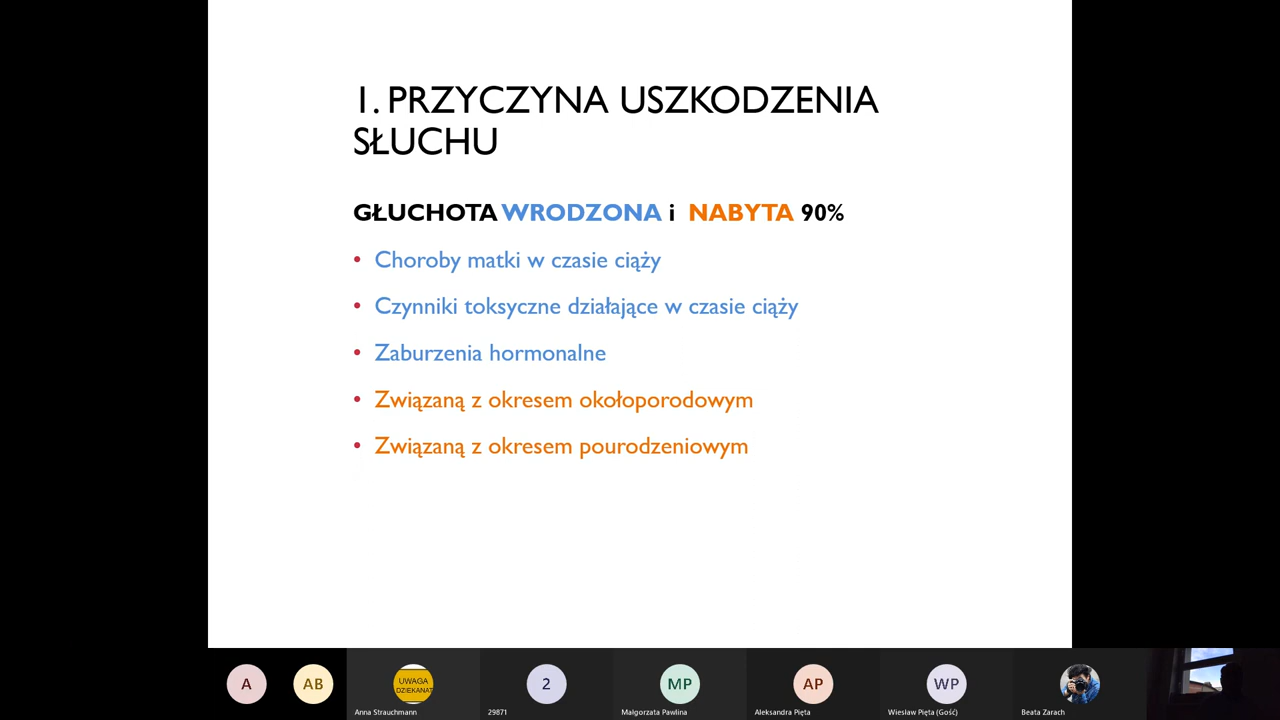 1. PRZYCZYNA USZKODZENIA
SŁUCHU
GŁUCHOTA WRODZONA i NABYTA 90%
• Choroby matki w czasie ciąży
• Czynniki toksyczne działające w czasie ciąży
• Zaburzenia hormonalne
• Związaną z okresem okołoporodowym
• Związaną z okresem pourodzeniowym
A
AB
UWAGA
DZIEKANAT
2
MP
AP
WP
Anna Strauchmann
29871
Małgorzata Pawlina
Aleksandra Pięta
Wiesław Pięta (Gość)
Beata Zarach